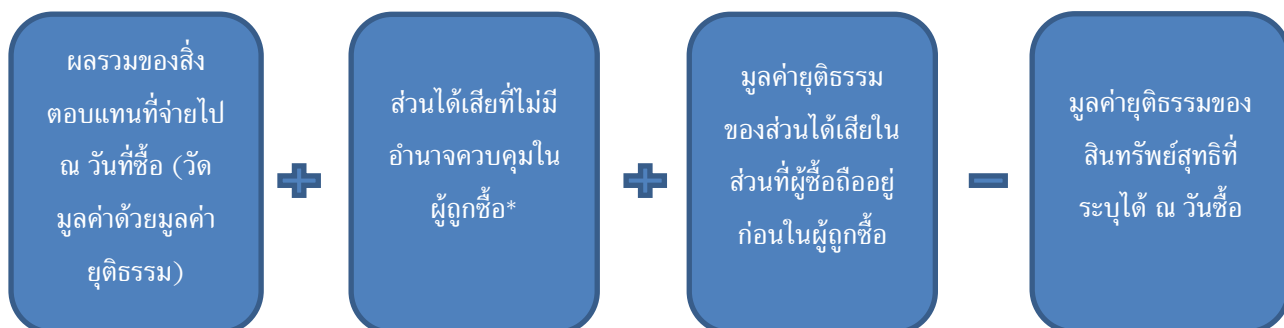 ผลรวมของสิ่ง
ตอบแทนที่จ่ายไป
ณ วันที่ซื้อ (วัด
มูลค่าด้วยมูลค่า
ยุติธรรม)
ส่วนได้เสียที่ไม่มี
อำนาจควบคุมใน
ผู้ถูกซื้อ*
มูลค่ายุติธรรม
ของส่วนได้เสียใน
ส่วนที่ผู้ซื้อถืออยู่
ก่อนในผู้ถูกซื้อ
มูลค่ายุติธรรมของ
สินทรัพย์สุทธิที่
ระบุได้ ณ วันซื้อ